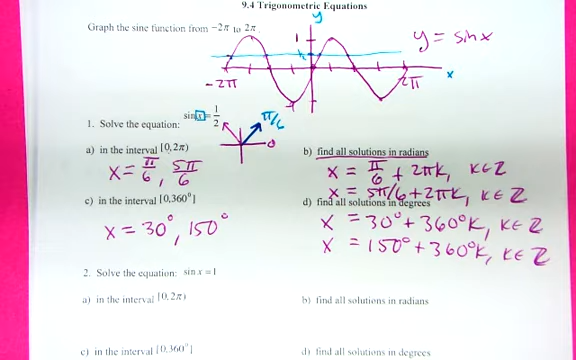 9.4 Trigonometric Equations
Graph the sine function from −2π to 2π.
y
1
½
y = sinx
−2π
2π
x
sin x = 1/2
π/6
0
1. Solve the equation:
a) in the interval [0,2π)
x = π/6, 5π/6
b) find all solutions in radians
x = π/6 + 2πk, k∈Z
x = 5π/6 + 2πk, k∈Z
c) in the interval [0,360°]
x = 30°, 150°
d) find all solutions in degrees
x = 30° + 360°k, k∈Z
x = 150° + 360°k, k∈Z
2. Solve the equation: sin x = 1
a) in the interval [0,2π)
b) find all solutions in radians
c) in the interval [0,360°]
d) find all solutions in degrees